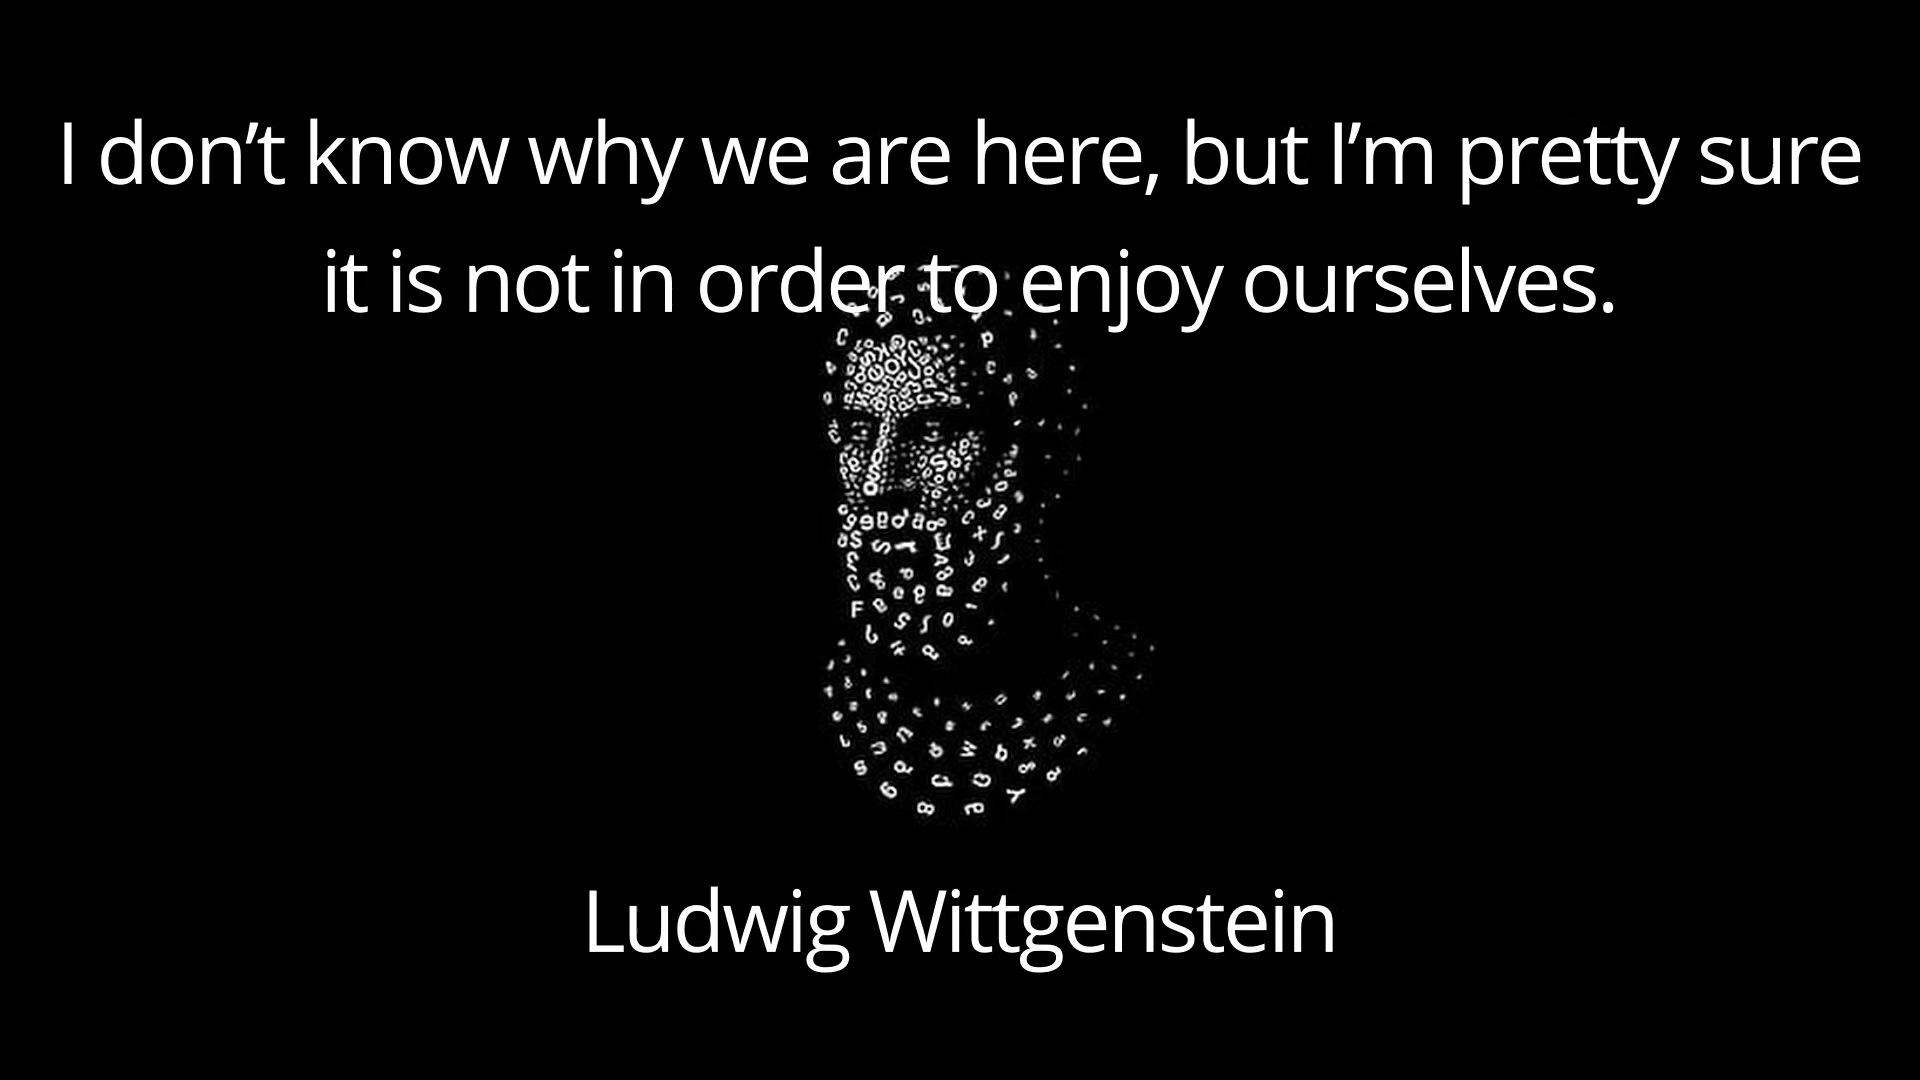 I don’t know why we are here, but I’m pretty sure
it is not in order to enjoy ourselves.
Ludwig Wittgenstein